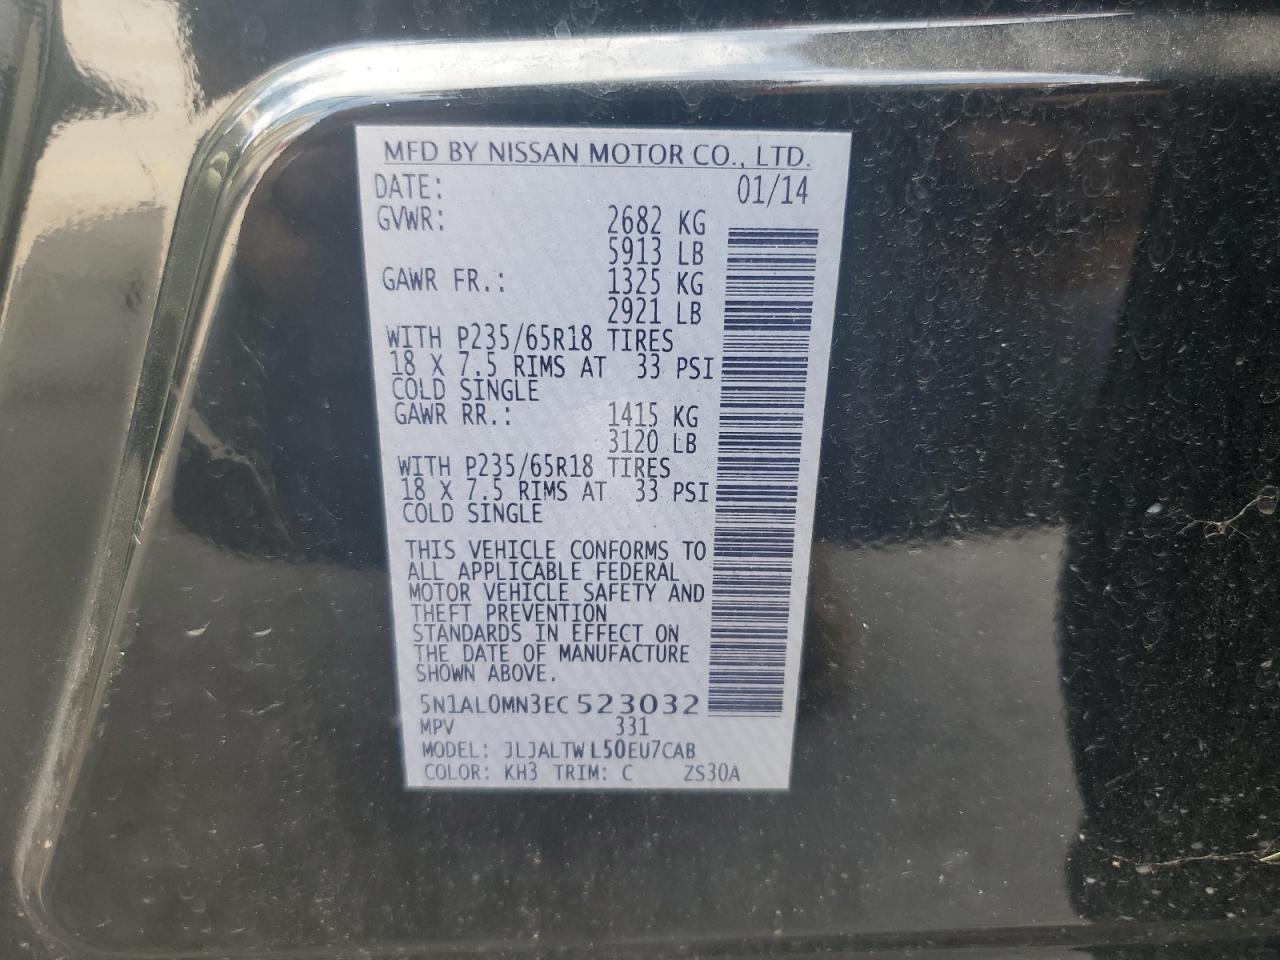 MFD BY NISSAN MOTOR CO., LTD.
DATE: 01/14
GVWR: 2682 KG
5913 LB
GAWR FR.: 1325 KG
2921 LB
WITH P235/65R18 TIRES
18 X 7.5 RIMS AT 33 PSI
COLD SINGLE
GAWR RR.: 1415 KG
3120 LB
WITH P235/65R18 TIRES
18 X 7.5 RIMS AT 33 PSI
COLD SINGLE
THIS VEHICLE CONFORMS TO
ALL APPLICABLE FEDERAL
MOTOR VEHICLE SAFETY AND
THEFT PREVENTION
STANDARDS IN EFFECT ON
THE DATE OF MANUFACTURE
SHOWN ABOVE.
5N1AL0MN3EC523032
MPV 331
MODEL: JLJALTWL50EU7CAB
COLOR: KH3 TRIM: C ZS30A